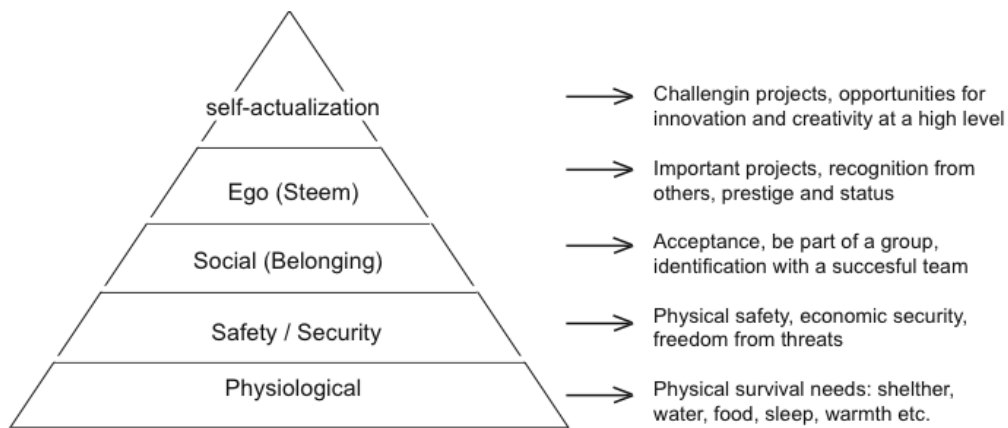 self-actualization
Challengin projects, opportunities for
innovation and creativity at a high level
Ego (Steem)
Important projects, recognition from
others, prestige and status
Social (Belonging)
Acceptance, be part of a group,
identification with a succesful team
Safety / Security
Physical safety, economic security,
freedom from threats
Physiological
Physical survival needs: shelther,
water, food, sleep, warmth etc.